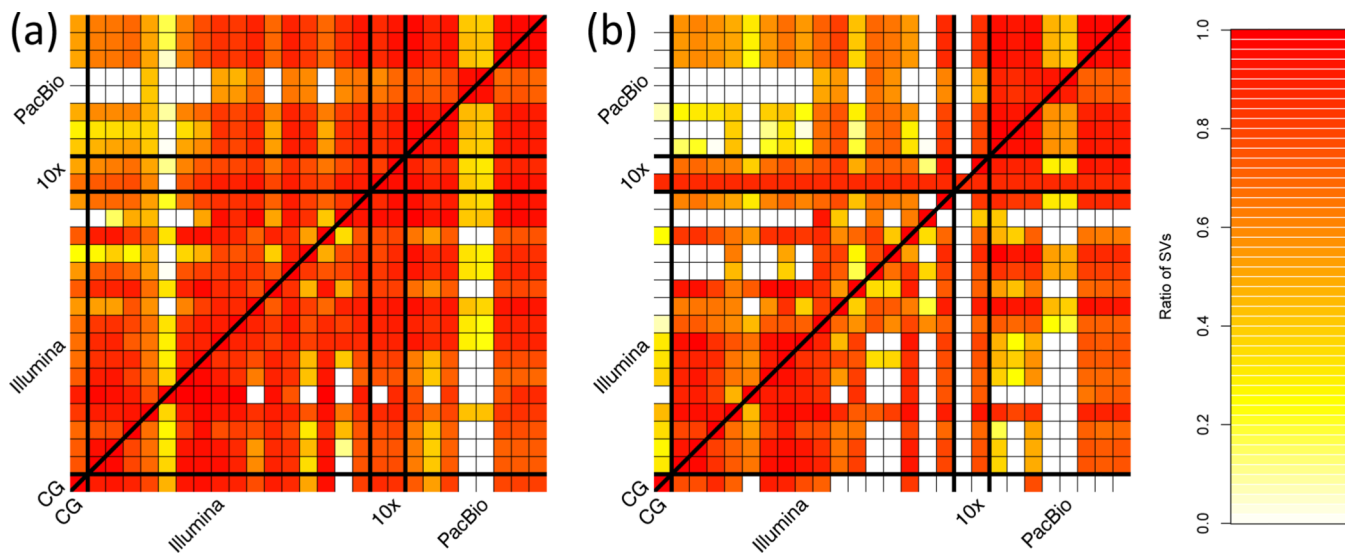 (a)
PacBio
10x
Illumina
CG
CG
Illumina
10x
PacBio
(b)
PacBio
10x
Illumina
CG
CG
Illumina
10x
PacBio
Ratio of SVs
1.0
0.8
0.6
0.4
0.2
0.0